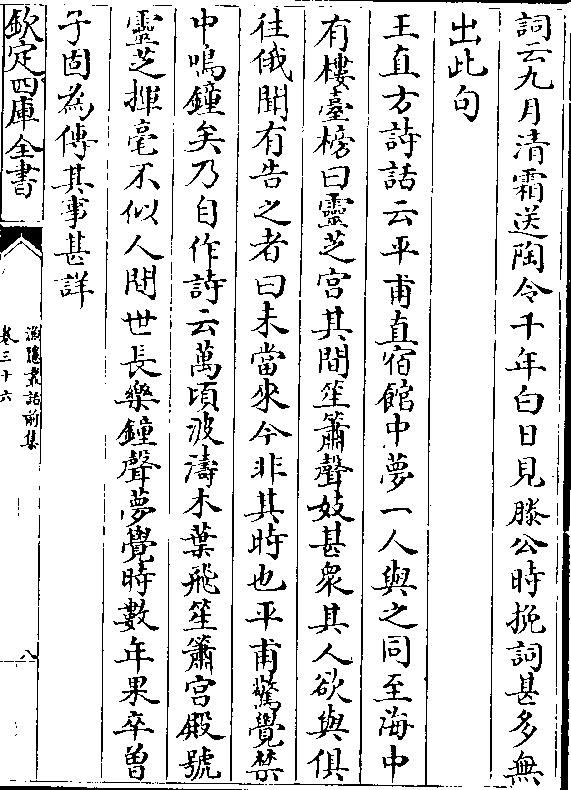 詞云九月清霜送陶令千年白日見滕公時挽詞甚多無
出此句
王直方詩話云平甫直宿館中夢一人與之同至海中
有樓臺榜曰靈芝宮其間笙簫聲妓甚衆其人欲與俱
往俄聞有告之者曰未當來今非其時也平甫驚覺禁
中鳴鐘矣乃自作詩云萬頃波濤木葉飛笙簫宮殿號
靈芝揮毫不似人間世長樂鐘聲夢覺時數年果卒曾
子固為傳其事甚詳
欽定四庫全書
漁隱叢話前集
卷三十六
八